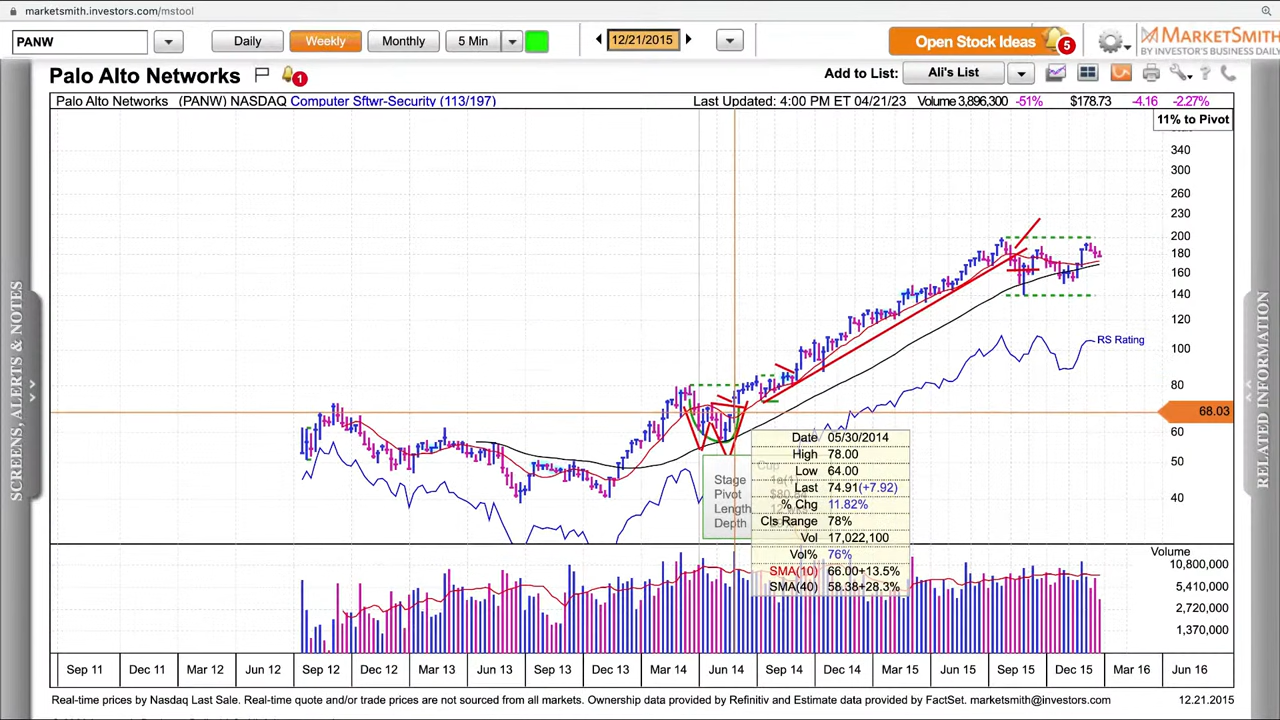 marketsmith.investors.com/mstool
PANW
Daily
Weekly
Monthly
5 Min
12/21/2015
Open Stock Ideas
5
MARKETSMITH
BY INVESTOR'S BUSINESS DAILY
Palo Alto Networks
1
Add to List:
Ali's List
Palo Alto Networks (PANW) NASDAQ Computer Sftwr-Security (113/197)
Last Updated: 4:00 PM ET 04/21/23 Volume 3,896,300 -51% $178.73 -4.16 -2.27%
11% to Pivot
340
300
260
230
200
180
160
140
120
100
80
68.03
60
50
40
RS Rating
Date 05/30/2014
High 78.00
Low 64.00
Last 74.91(+7.92)
% Chg 11.82%
Cls Range 78%
Vol 17,022,100
Vol% 76%
SMA(10) 66.00+13.5%
SMA(40) 58.38+28.3%
Cup
Stage
Pivot
Length
Depth
Volume
10,800,000
5,410,000
2,720,000
1,370,000
Sep 11 Dec 11 Mar 12 Jun 12 Sep 12 Dec 12 Mar 13 Jun 13 Sep 13 Dec 13 Mar 14 Jun 14 Sep 14 Dec 14 Mar 15 Jun 15 Sep 15 Dec 15 Mar 16 Jun 16
Real-time prices by Nasdaq Last Sale. Real-time quote and/or trade prices are not sourced from all markets. Ownership data provided by Refinitiv and Estimate data provided by FactSet. marketsmith@investors.com
12.21.2015
SCREENS, ALERTS & NOTES
RELATED INFORMATION